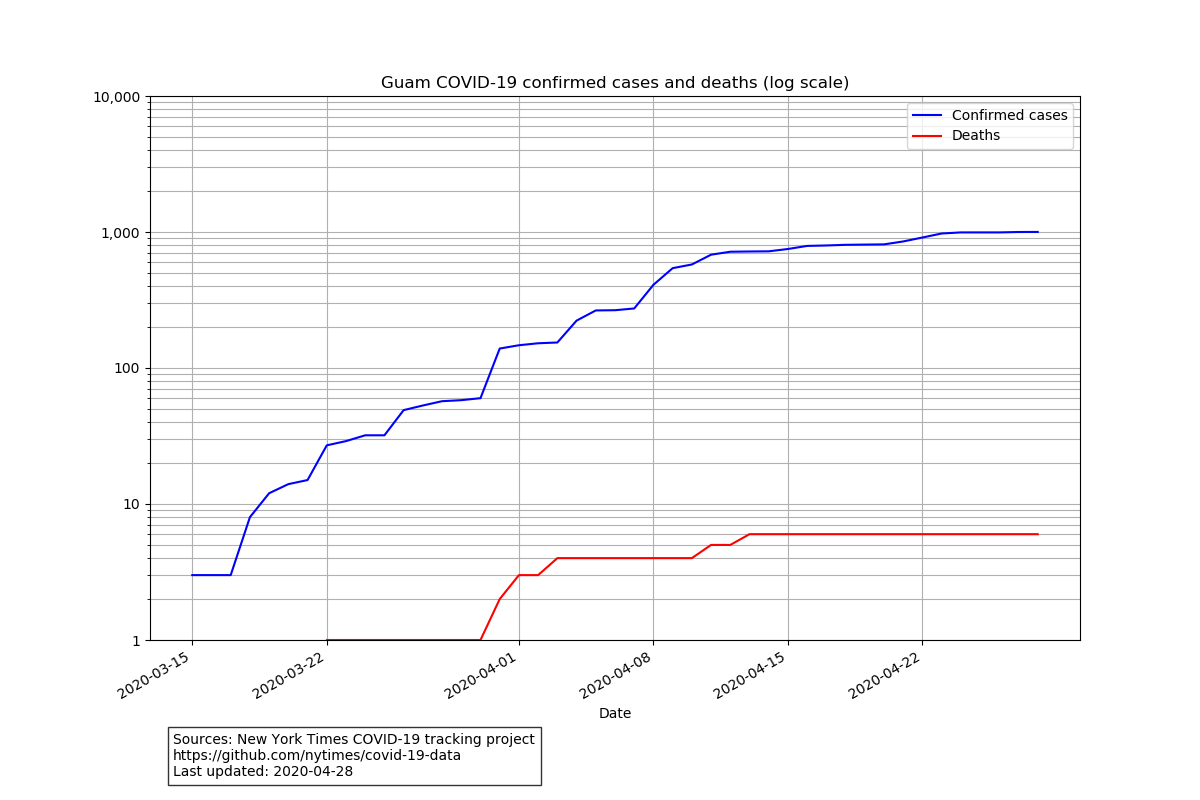 Guam COVID-19 confirmed cases and deaths (log scale)
10,000
1,000
100
10
1
Confirmed cases
Deaths
2020-03-15
2020-03-22
2020-04-01
2020-04-08
2020-04-15
2020-04-22
Date
Sources: New York Times COVID-19 tracking project
https://github.com/nytimes/covid-19-data
Last updated: 2020-04-28